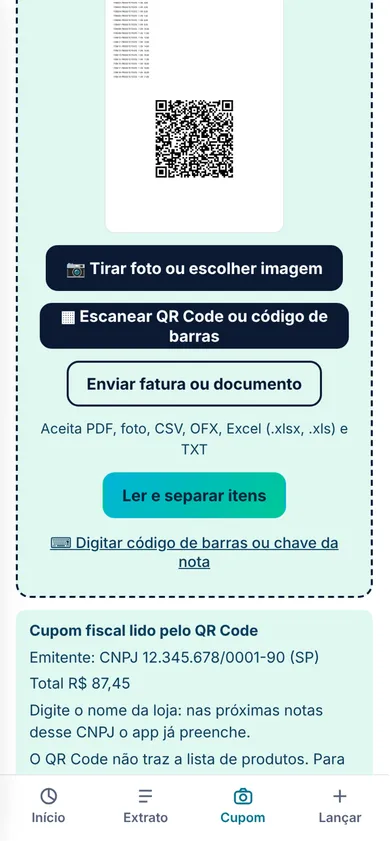 📷 Tirar foto ou escolher imagem
▦ Escanear QR Code ou código de
barras
Enviar fatura ou documento
Aceita PDF, foto, CSV, OFX, Excel (.xlsx, .xls) e
TXT
Ler e separar itens
⌨ Digitar código de barras ou chave da
nota
Cupom fiscal lido pelo QR Code
Emitente: CNPJ 12.345.678/0001-90 (SP)
Total R$ 87,45
Digite o nome da loja: nas próximas notas
desse CNPJ o app já preenche.
O QR Code não traz a lista de produtos. Para
Início
Extrato
Cupom
Lançar